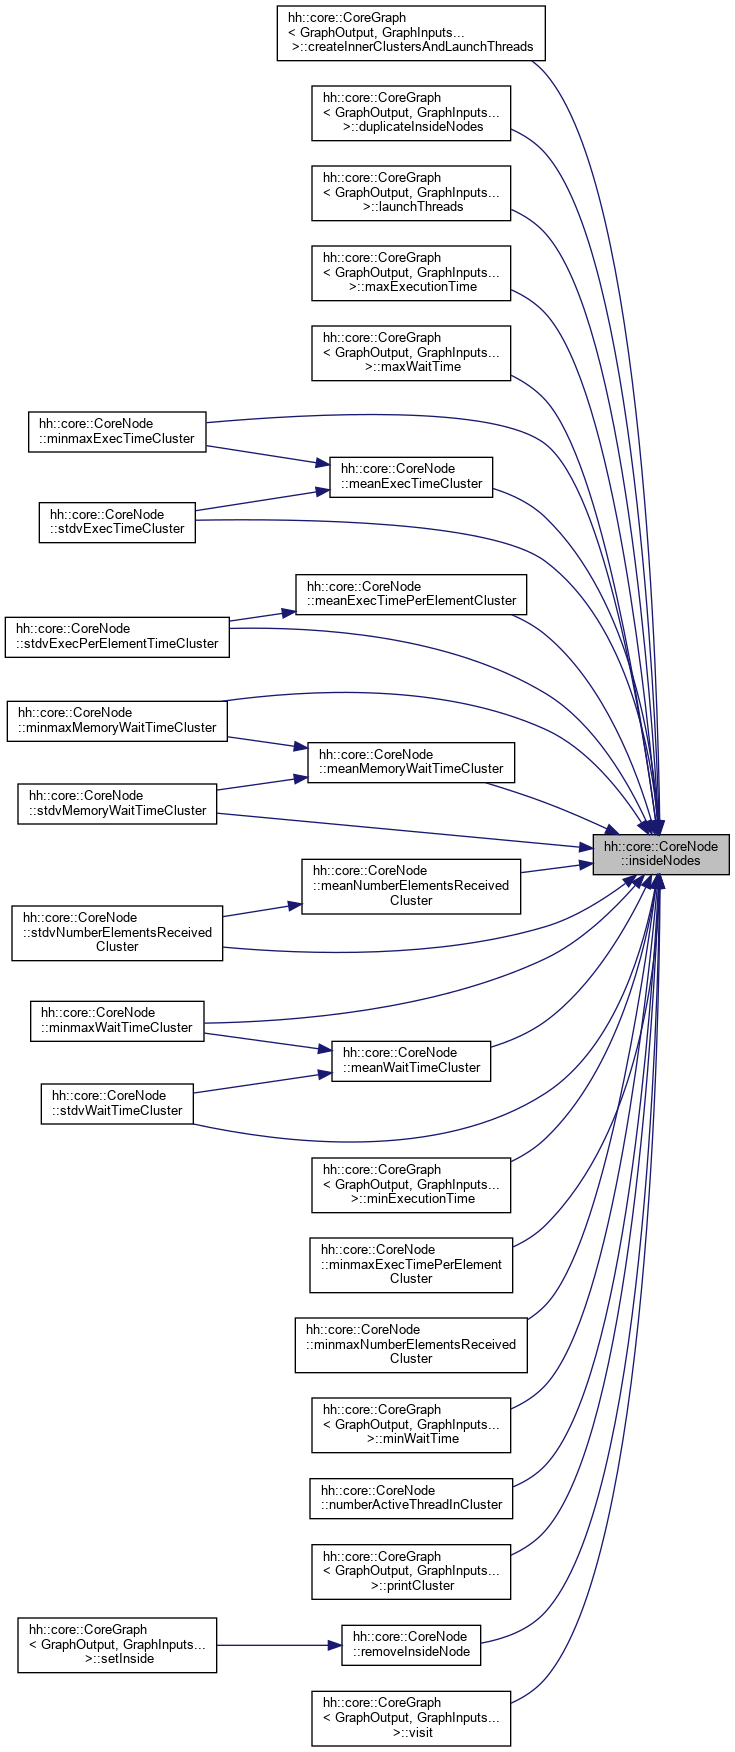 hh::core::CoreGraph
< GraphOutput, GraphInputs...
>::createInnerClustersAndLaunchThreads
hh::core::CoreGraph
< GraphOutput, GraphInputs...
>::duplicateInsideNodes
hh::core::CoreGraph
< GraphOutput, GraphInputs...
>::launchThreads
hh::core::CoreGraph
< GraphOutput, GraphInputs...
>::maxExecutionTime
hh::core::CoreGraph
< GraphOutput, GraphInputs...
>::maxWaitTime
hh::core::CoreNode
::minmaxExecTimeCluster
hh::core::CoreNode
::meanExecTimeCluster
hh::core::CoreNode
::stdvExecTimeCluster
hh::core::CoreNode
::meanExecTimePerElementCluster
hh::core::CoreNode
::stdvExecPerElementTimeCluster
hh::core::CoreNode
::minmaxMemoryWaitTimeCluster
hh::core::CoreNode
::meanMemoryWaitTimeCluster
hh::core::CoreNode
::stdvMemoryWaitTimeCluster
hh::core::CoreNode
::insideNodes
hh::core::CoreNode
::meanNumberElementsReceived
Cluster
hh::core::CoreNode
::stdvNumberElementsReceived
Cluster
hh::core::CoreNode
::minmaxWaitTimeCluster
hh::core::CoreNode
::meanWaitTimeCluster
hh::core::CoreNode
::stdvWaitTimeCluster
hh::core::CoreGraph
< GraphOutput, GraphInputs...
>::minExecutionTime
hh::core::CoreNode
::minmaxExecTimePerElement
Cluster
hh::core::CoreNode
::minmaxNumberElementsReceived
Cluster
hh::core::CoreGraph
< GraphOutput, GraphInputs...
>::minWaitTime
hh::core::CoreNode
::numberActiveThreadInCluster
hh::core::CoreGraph
< GraphOutput, GraphInputs...
>::printCluster
hh::core::CoreGraph
< GraphOutput, GraphInputs...
>::setInside
hh::core::CoreNode
::removeInsideNode
hh::core::CoreGraph
< GraphOutput, GraphInputs...
>::visit